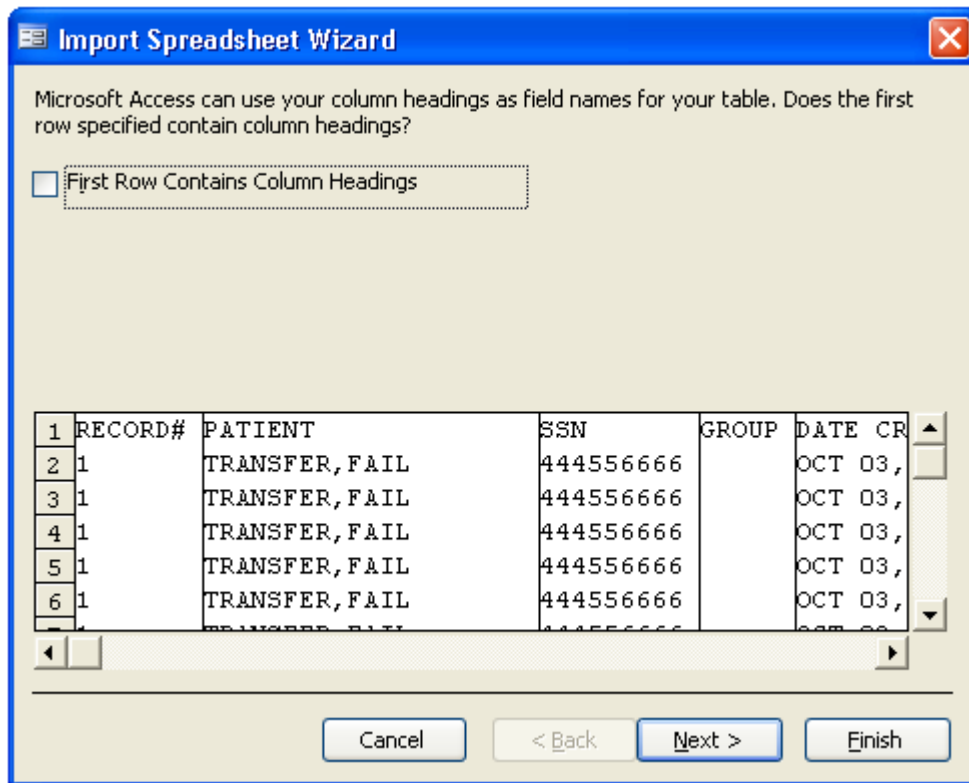 Import Spreadsheet Wizard
Microsoft Access can use your column headings as field names for your table. Does the first
row specified contain column headings?
First Row Contains Column Headings
1 RECORD# PATIENT SSN GROUP DATE CR
2 1 TRANSFER,FAIL 444556666 OCT 03,
3 1 TRANSFER,FAIL 444556666 OCT 03,
4 1 TRANSFER,FAIL 444556666 OCT 03,
5 1 TRANSFER,FAIL 444556666 OCT 03,
6 1 TRANSFER,FAIL 444556666 OCT 03,
Cancel < Back Next > Finish